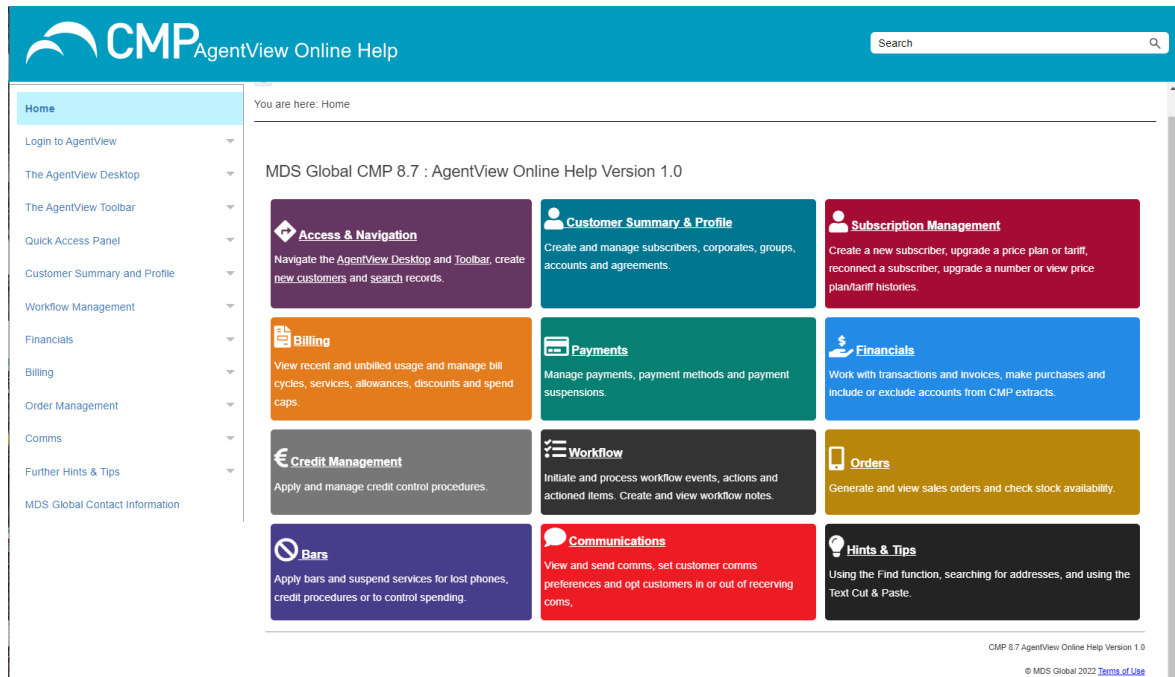 CMP AgentView Online Help
Search
Home
Login to AgentView
The AgentView Desktop
The AgentView Toolbar
Quick Access Panel
Customer Summary and Profile
Workflow Management
Financials
Billing
Order Management
Comms
Further Hints & Tips
MDS Global Contact Information
You are here: Home
MDS Global CMP 8.7 : AgentView Online Help Version 1.0
Access & Navigation
Navigate the AgentView Desktop and Toolbar, create
new customers and search records.
Customer Summary & Profile
Create and manage subscribers, corporates, groups,
accounts and agreements.
Subscription Management
Create a new subscriber, upgrade a price plan or tariff,
reconnect a subscriber, upgrade a number or view price
plan/tariff histories.
Billing
View recent and unbilled usage and manage bill
cycles, services, allowances, discounts and spend
caps.
Payments
Manage payments, payment methods and payment
suspensions.
Financials
Work with transactions and invoices, make purchases and
include or exclude accounts from CMP extracts.
€ Credit Management
Apply and manage credit control procedures.
Workflow
Initiate and process workflow events, actions and
actioned items. Create and view workflow notes.
Orders
Generate and view sales orders and check stock availability.
Bars
Apply bars and suspend services for lost phones,
credit procedures or to control spending.
Communications
View and send comms, set customer comms
preferences and opt customers in or out of receiving
coms,
Hints & Tips
Using the Find function, searching for addresses, and using the
Text Cut & Paste.
CMP 8.7 AgentView Online Help Version 1.0
© MDS Global 2022 Terms of Use